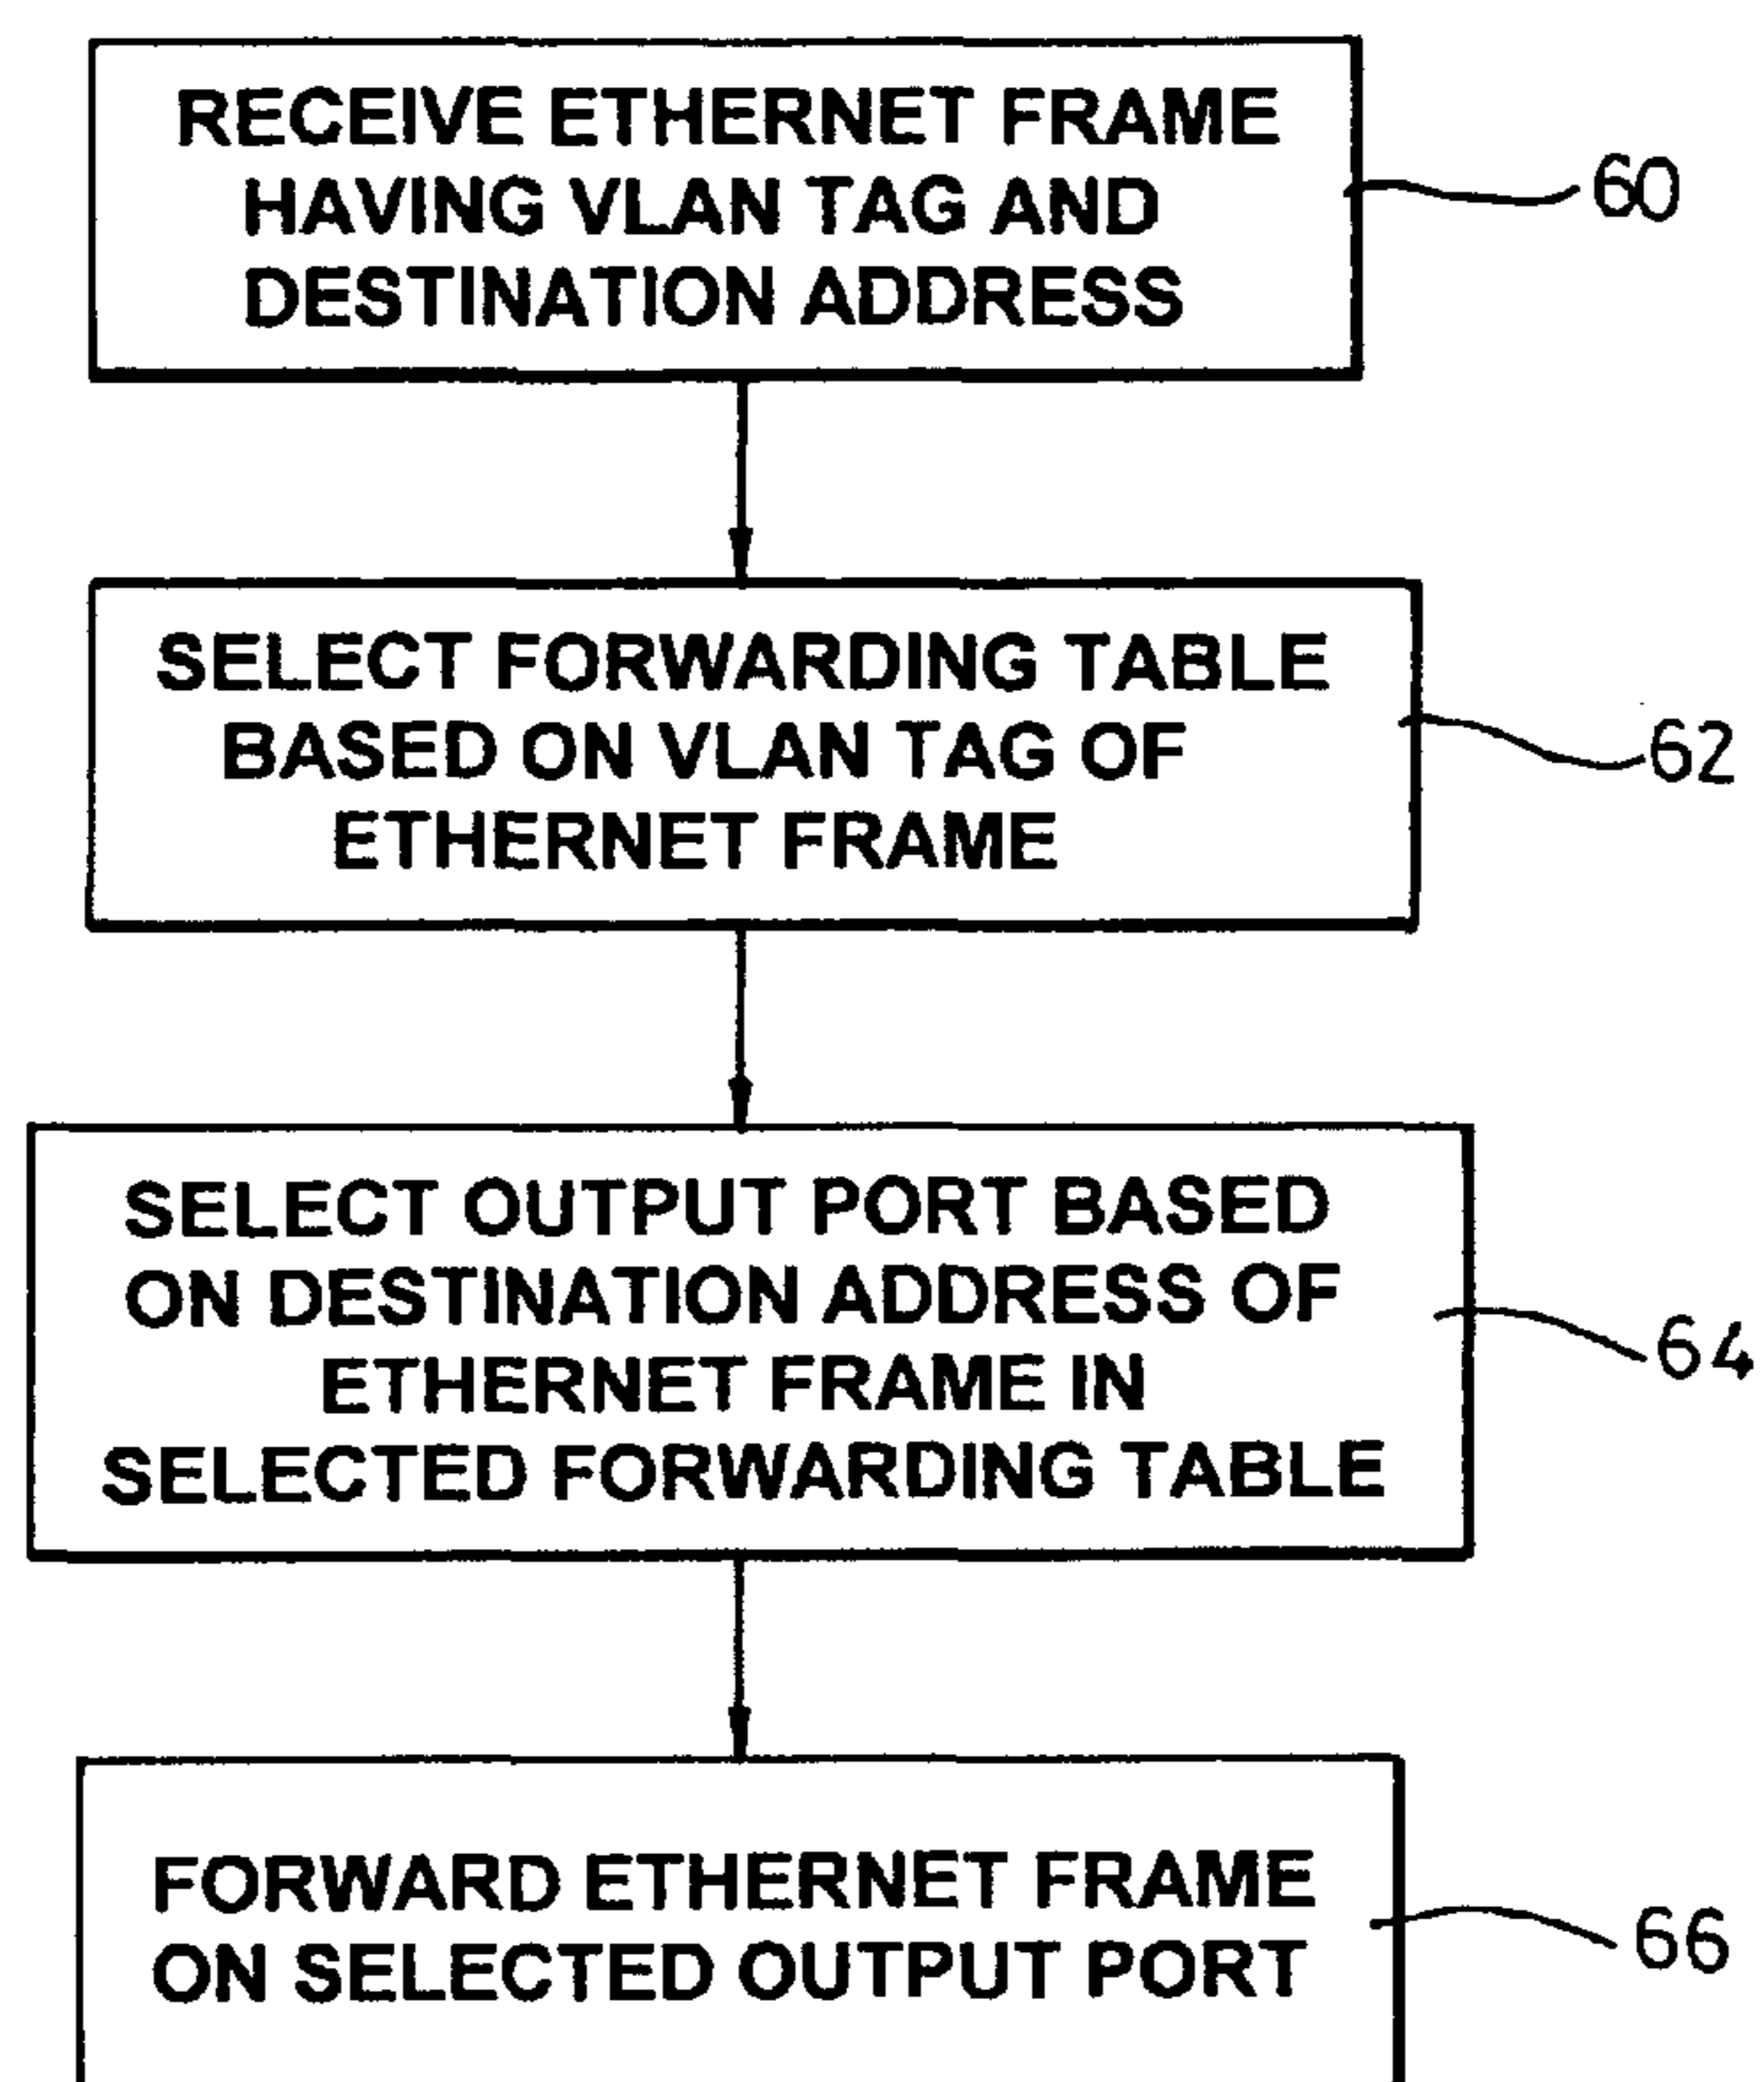 RECEIVE ETHERNET FRAME
HAVING VLAN TAG AND
DESTINATION ADDRESS
60
SELECT FORWARDING TABLE
BASED ON VLAN TAG OF
ETHERNET FRAME
62
SELECT OUTPUT PORT BASED
ON DESTINATION ADDRESS OF
ETHERNET FRAME IN
SELECTED FORWARDING TABLE
64
FORWARD ETHERNET FRAME
ON SELECTED OUTPUT PORT
66